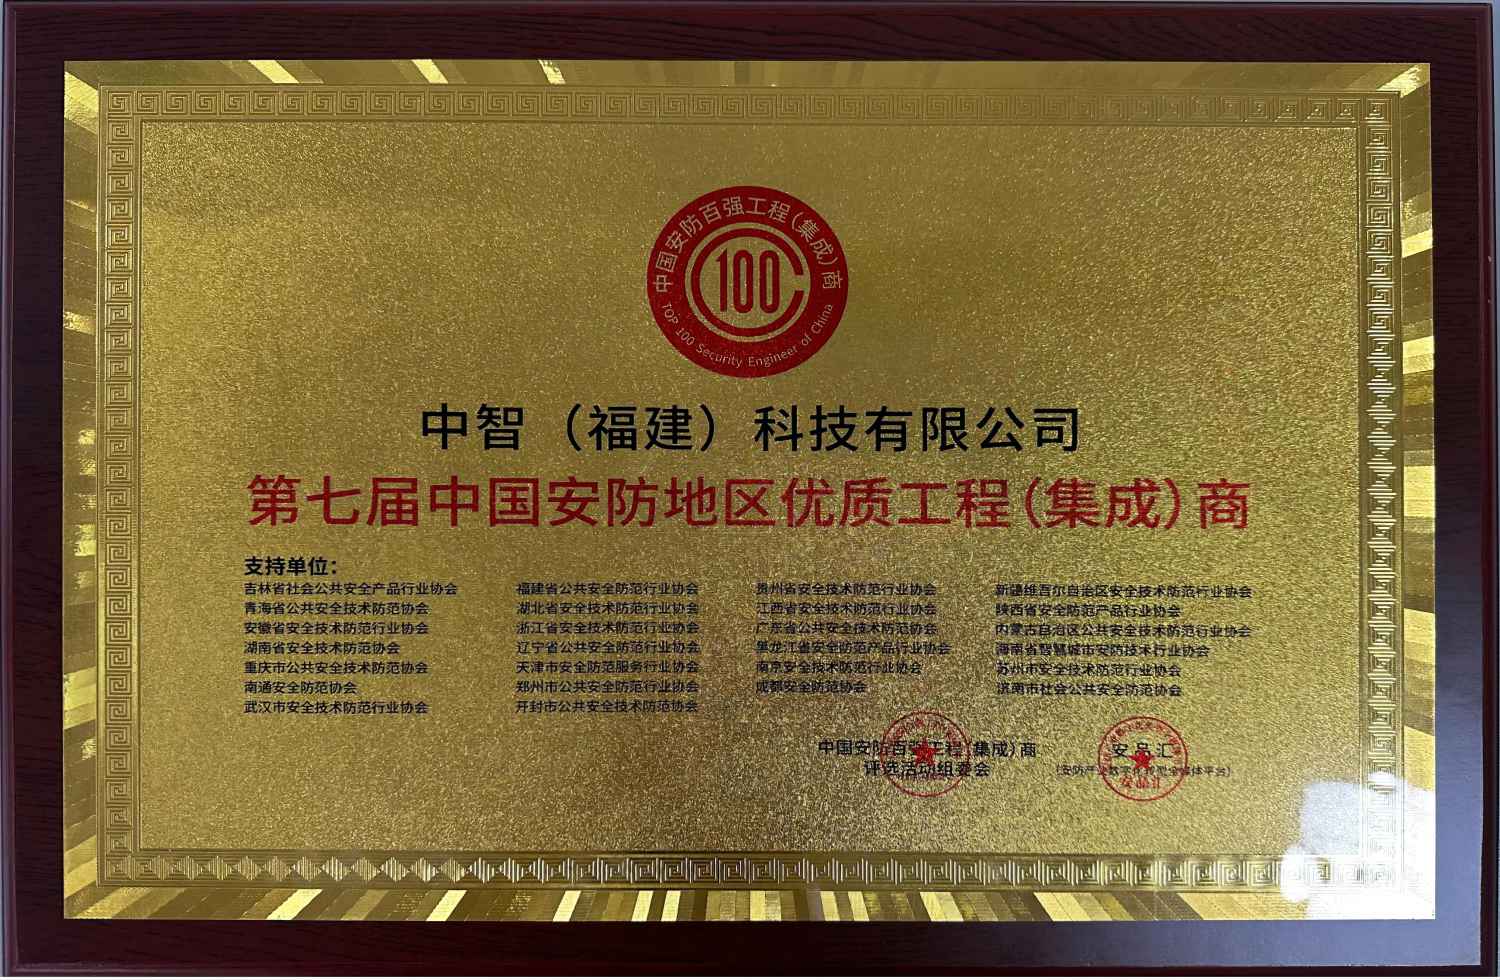 中国安防百强工程(集成)商
100
TOP 100 Security Engineer of China
中智（福建）科技有限公司
第七届中国安防地区优质工程(集成)商
支持单位：
吉林省社会公共安全产品行业协会 福建省公共安全防范行业协会 贵州省安全技术防范行业协会 新疆维吾尔自治区安全技术防范行业协会
青海省公共安全技术防范协会 湖北省安全技术防范行业协会 江西省安全技术防范行业协会 陕西省安全防范产品行业协会
安徽省安全技术防范行业协会 浙江省安全技术防范行业协会 广东省公共安全技术防范协会 内蒙古自治区公共安全技术防范行业协会
湖南省安全技术防范协会 辽宁省公共安全防范行业协会 黑龙江省安全防范产品行业协会 海南省智慧城市安防技术行业协会
重庆市公共安全技术防范协会 天津市安全防范服务行业协会 南京安全技术防范行业协会 苏州市安全技术防范行业协会
南通安全防范协会 郑州市公共安全防范行业协会 成都安全防范协会 济南市社会公共安全防范协会
武汉市安全技术防范行业协会 开封市公共安全技术防范协会
中国安防百强工程(集成)商 安品汇
评选活动组委会 (安防产业数字化传型全媒体平台)
安品汇